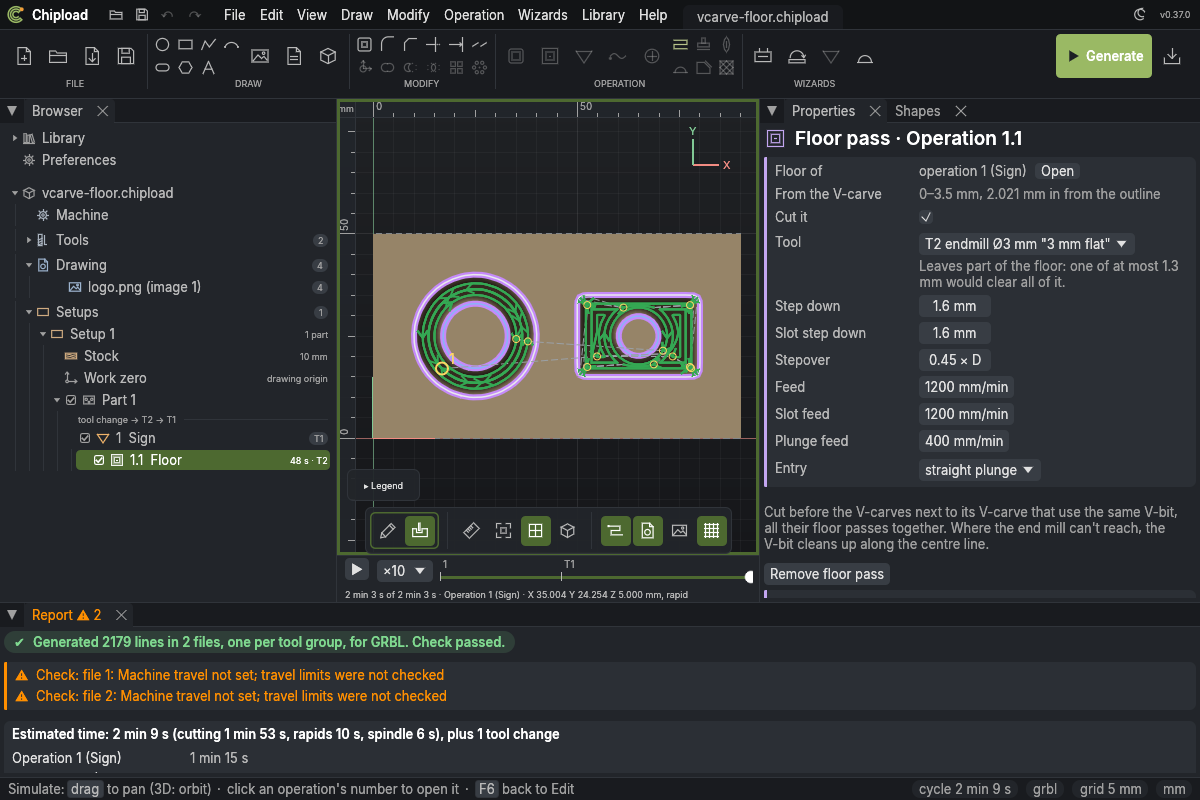 Chipload
File Edit View Draw Modify Operation Wizards Library Help
vcarve-floor.chipload
v0.37.0
FILE
DRAW
MODIFY
OPERATION
WIZARDS
Generate
Browser
Library
Preferences
vcarve-floor.chipload
Machine
Tools 2
Drawing 4
logo.png (image 1) 4
Setups 1
Setup 1 1 part
Stock 10 mm
Work zero drawing origin
Part 1
tool change → T2 → T1
1 Sign T1
1.1 Floor 48 s · T2
mm
0
50
50
0
Y
X
1
Legend
×10
1
T1
2 min 3 s of 2 min 3 s · Operation 1 (Sign) · X 35.004 Y 24.254 Z 5.000 mm, rapid
Properties
Shapes
Floor pass · Operation 1.1
Floor of operation 1 (Sign) Open
From the V-carve 0–3.5 mm, 2.021 mm in from the outline
Cut it
Tool T2 endmill Ø3 mm "3 mm flat"
Leaves part of the floor: one of at most 1.3
mm would clear all of it.
Step down 1.6 mm
Slot step down 1.6 mm
Stepover 0.45 × D
Feed 1200 mm/min
Slot feed 1200 mm/min
Plunge feed 400 mm/min
Entry straight plunge
Cut before the V-carves next to its V-carve that use the same V-bit,
all their floor passes together. Where the end mill can't reach, the
V-bit cleans up along the centre line.
Remove floor pass
Report 2
Generated 2179 lines in 2 files, one per tool group, for GRBL. Check passed.
Check: file 1: Machine travel not set; travel limits were not checked
Check: file 2: Machine travel not set; travel limits were not checked
Estimated time: 2 min 9 s (cutting 1 min 53 s, rapids 10 s, spindle 6 s), plus 1 tool change
Operation 1 (Sign) 1 min 15 s
Simulate: drag to pan (3D: orbit) · click an operation's number to open it · F6 back to Edit
cycle 2 min 9 s grbl grid 5 mm mm